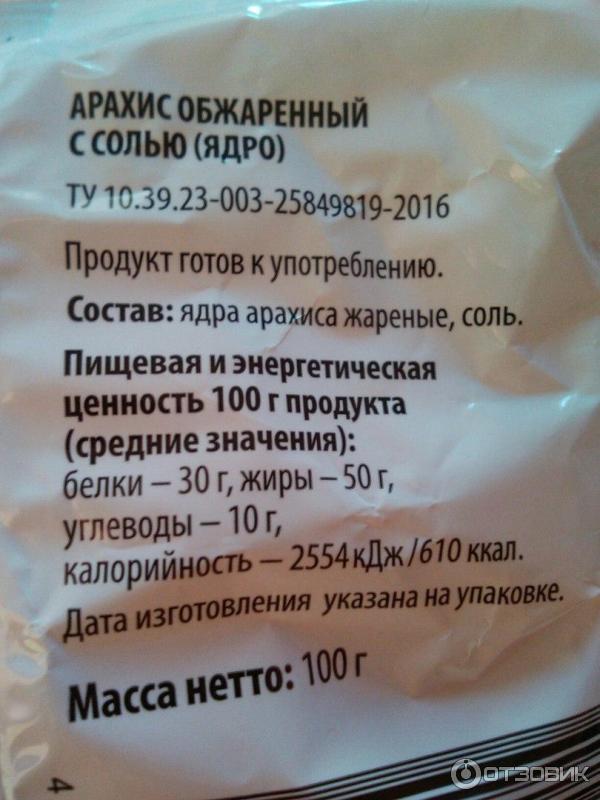 АРАХИС ОБЖАРЕННЫЙ
С СОЛЬЮ (ЯДРО)
ТУ 10.39.23-003-25849819-2016
Продукт готов к употреблению.
Состав: ядра арахиса жареные, соль.
Пищевая и энергетическая
ценность 100 г продукта
(средние значения):
белки – 30 г, жиры – 50 г,
углеводы – 10 г,
калорийность – 2554 кДж/610 ккал.
Дата изготовления указана на упаковке.
Масса нетто: 100 г
4
ОТЗОВИК